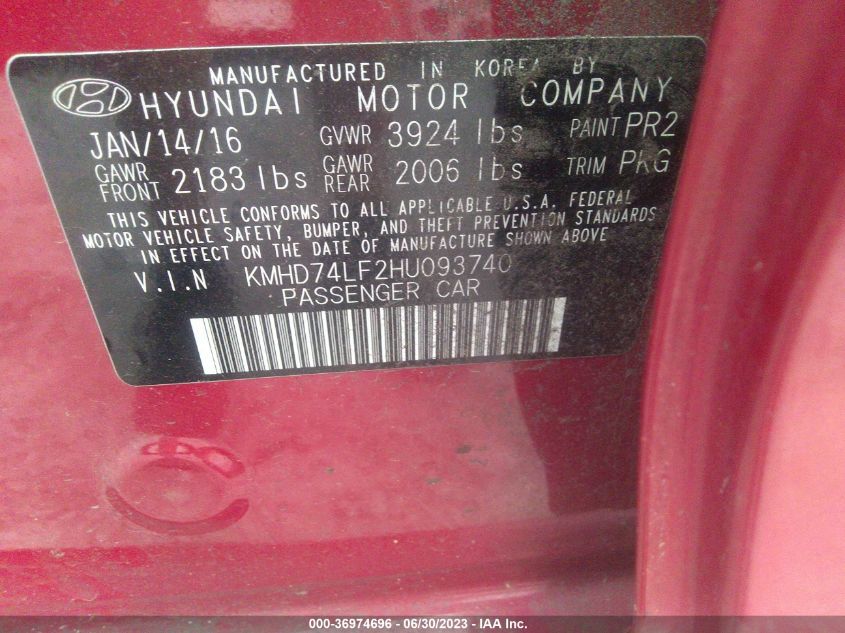 MANUFACTURED IN KOREA BY
HYUNDAI MOTOR COMPANY
JAN/14/16 GVWR 3924 lbs PAINT PR2
GAWR FRONT 2183 lbs GAWR REAR 2006 lbs TRIM PKG
THIS VEHICLE CONFORMS TO ALL APPLICABLE U.S.A. FEDERAL
MOTOR VEHICLE SAFETY, BUMPER, AND THEFT PREVENTION STANDARDS
IN EFFECT ON THE DATE OF MANUFACTURE SHOWN ABOVE
V.I.N KMHD74LF2HU093740
PASSENGER CAR
000-36974696 - 06/30/2023 - IAA Inc.